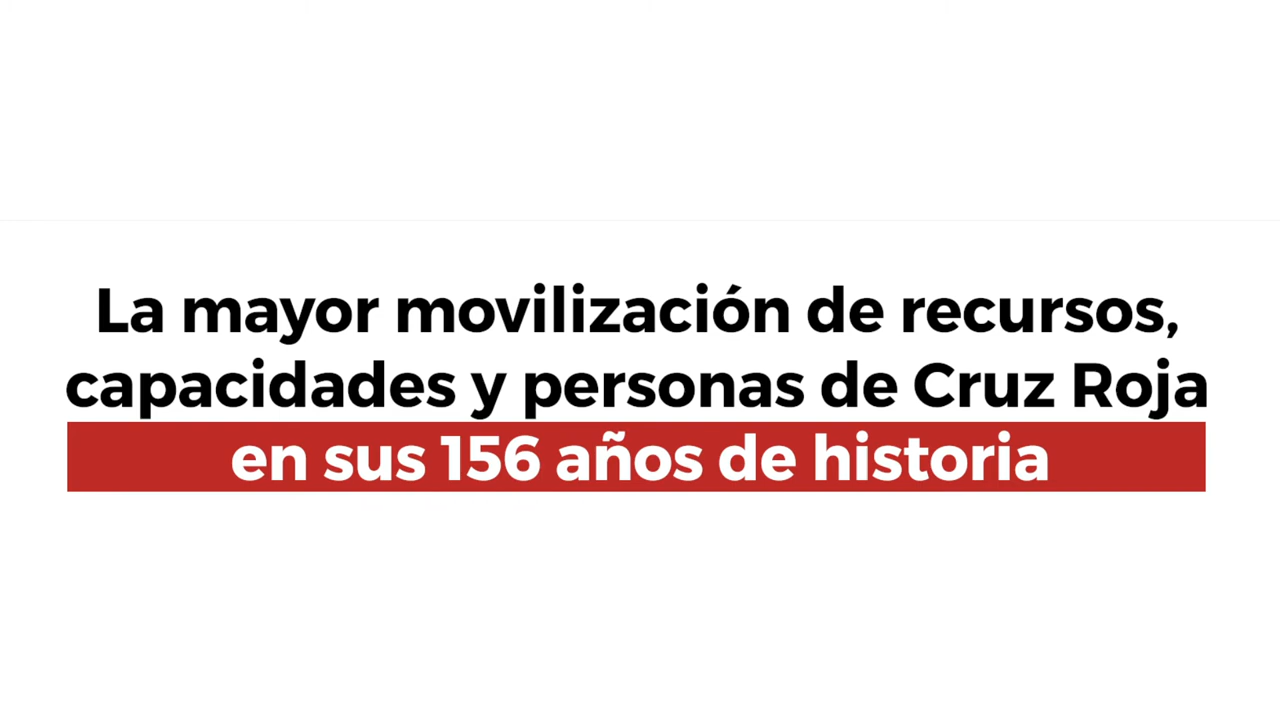 La mayor movilización de recursos,
capacidades y personas de Cruz Roja
en sus 156 años de historia